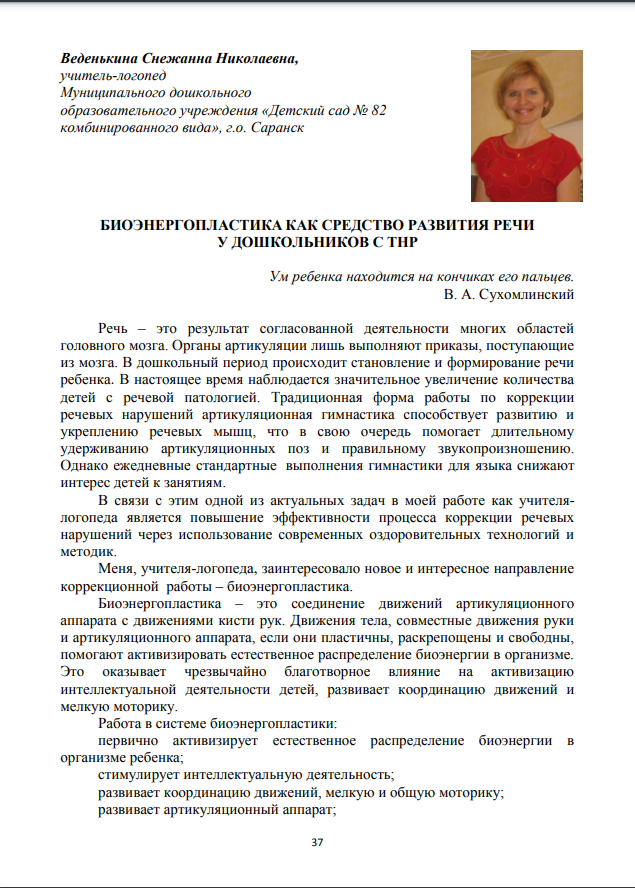 Веденькина Снежанна Николаевна,
учитель-логопед
Муниципального дошкольного
образовательного учреждения «Детский сад № 82
комбинированного вида», г.о. Саранск
БИОЭНЕРГОПЛАСТИКА КАК СРЕДСТВО РАЗВИТИЯ РЕЧИ
У ДОШКОЛЬНИКОВ С ТНР
Ум ребенка находится на кончиках его пальцев.
В. А. Сухомлинский
Речь – это результат согласованной деятельности многих областей
головного мозга. Органы артикуляции лишь выполняют приказы, поступающие
из мозга. В дошкольный период происходит становление и формирование речи
ребенка. В настоящее время наблюдается значительное увеличение количества
детей с речевой патологией. Традиционная форма работы по коррекции
речевых нарушений артикуляционная гимнастика способствует развитию и
укреплению речевых мышц, что в свою очередь помогает длительному
удерживанию артикуляционных поз и правильному звукопроизношению.
Однако ежедневные стандартные выполнения гимнастики для языка снижают
интерес детей к занятиям.
В связи с этим одной из актуальных задач в моей работе как учителя-
логопеда является повышение эффективности процесса коррекции речевых
нарушений через использование современных оздоровительных технологий и
методик.
Меня, учителя-логопеда, заинтересовало новое и интересное направление
коррекционной работы – биоэнергопластика.
Биоэнергопластика – это соединение движений артикуляционного
аппарата с движениями кисти рук. Движения тела, совместные движения руки
и артикуляционного аппарата, если они пластичны, раскрепощены и свободны,
помогают активизировать естественное распределение биоэнергии в организме.
Это оказывает чрезвычайно благотворное влияние на активизацию
интеллектуальной деятельности детей, развивает координацию движений и
мелкую моторику.
Работа в системе биоэнергопластики:
первично активизирует естественное распределение биоэнергии в
организме ребенка;
стимулирует интеллектуальную деятельность;
развивает координацию движений, мелкую и общую моторику;
развивает артикуляционный аппарат;
37